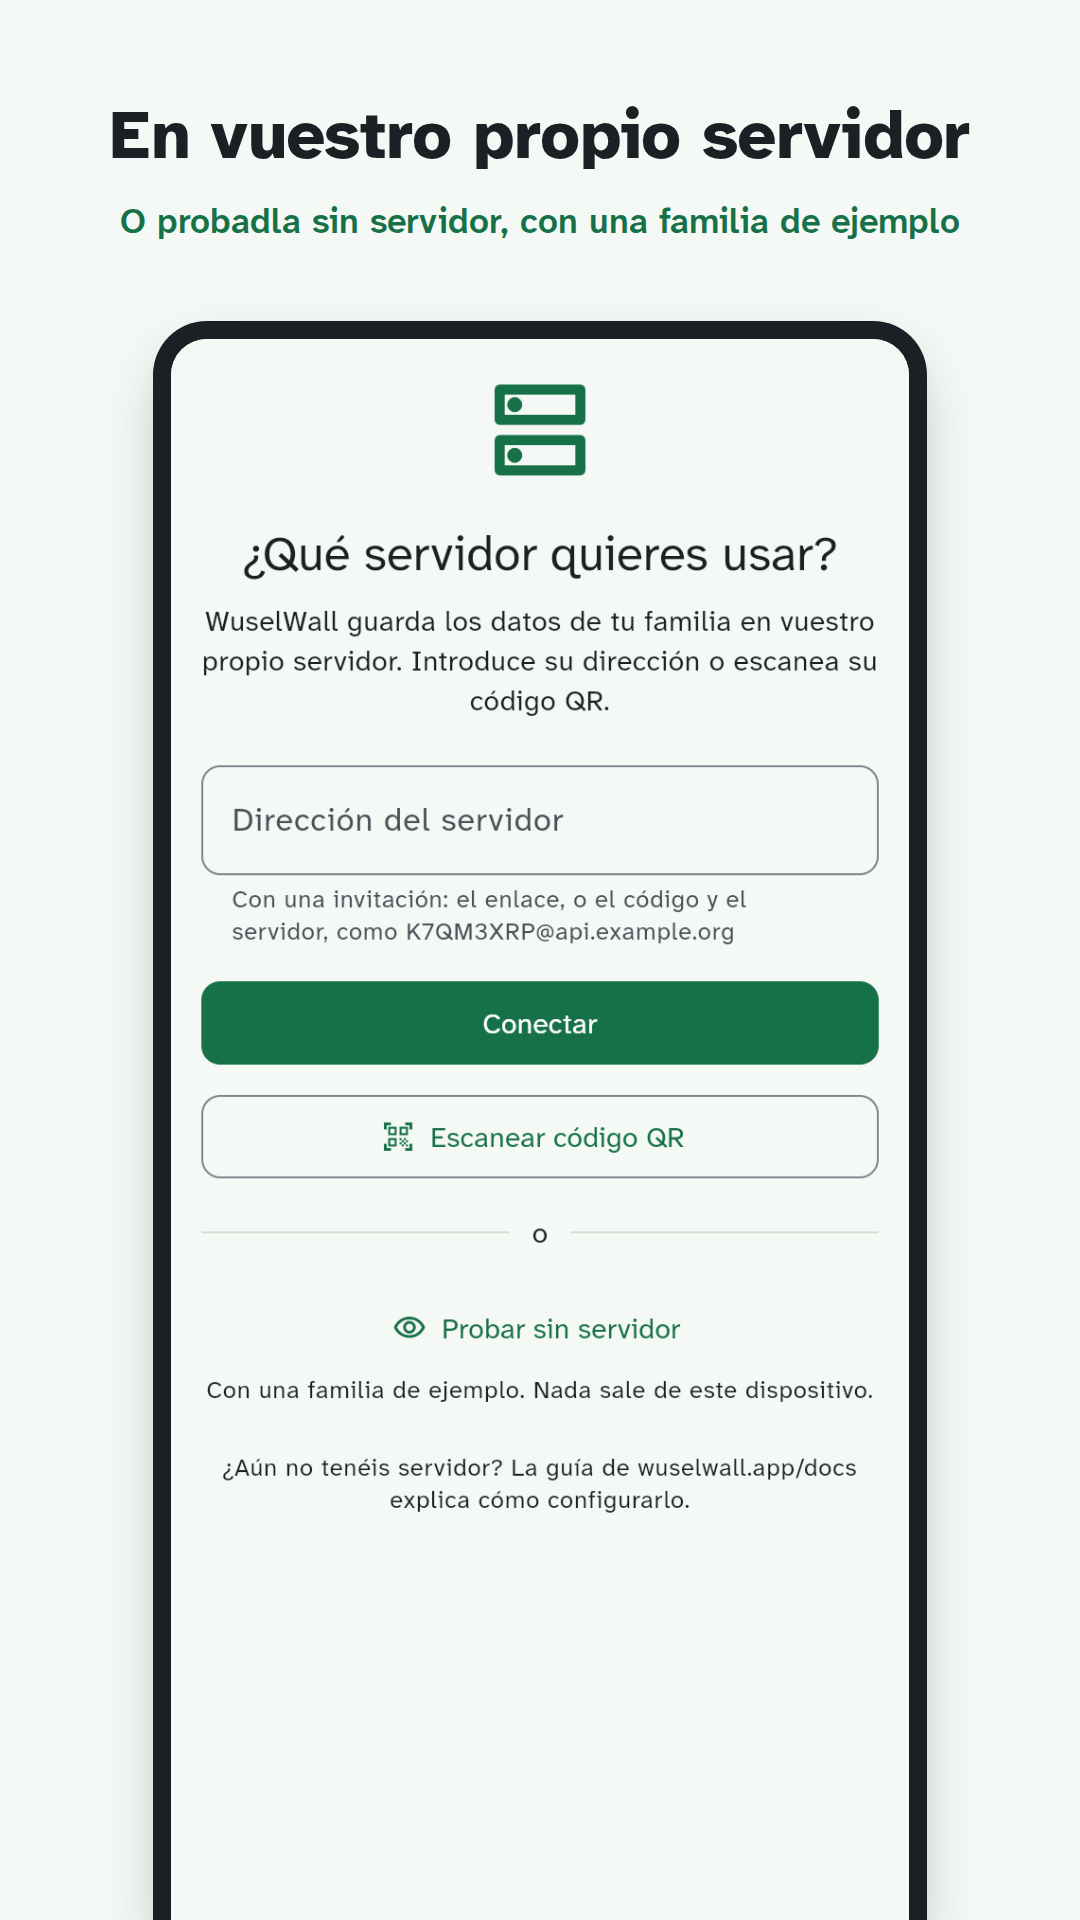 En vuestro propio servidor
O probadla sin servidor, con una familia de ejemplo
¿Qué servidor quieres usar?
WuselWall guarda los datos de tu familia en vuestro
propio servidor. Introduce su dirección o escanea su
código QR.
Dirección del servidor
Con una invitación: el enlace, o el código y el
servidor, como K7QM3XRP@api.example.org
Conectar
Escanear código QR
o
Probar sin servidor
Con una familia de ejemplo. Nada sale de este dispositivo.
¿Aún no tenéis servidor? La guía de wuselwall.app/docs
explica cómo configurarlo.